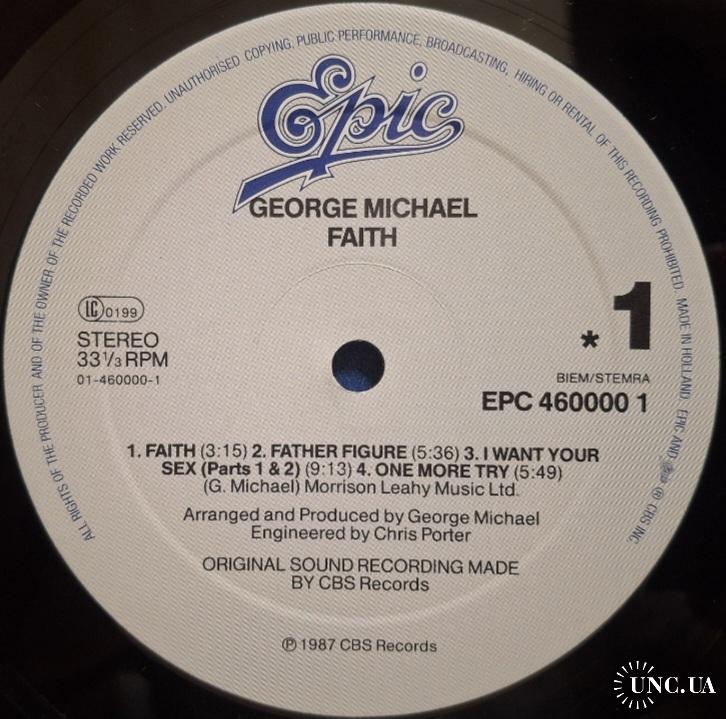 ALL RIGHTS OF THE PRODUCER AND OF THE OWNER OF THE RECORDED WORK RESERVED. UNAUTHORISED COPYING, PUBLIC PERFORMANCE, BROADCASTING, HIRING OR RENTAL OF THIS RECORDING PROHIBITED. MADE IN HOLLAND EPIC AND ℗ CBS INC.
Epic
GEORGE MICHAEL
FAITH
LC 0199
STEREO
33 1/3 RPM
01-460000-1
* 1
BIEM/STEMRA
EPC 460000 1
1. FAITH (3:15) 2. FATHER FIGURE (5:36) 3. I WANT YOUR
SEX (Parts 1 & 2) (9:13) 4. ONE MORE TRY (5:49)
(G. Michael) Morrison Leahy Music Ltd.
Arranged and Produced by George Michael
Engineered by Chris Porter
ORIGINAL SOUND RECORDING MADE
BY CBS Records
℗ 1987 CBS Records
UNC.UA